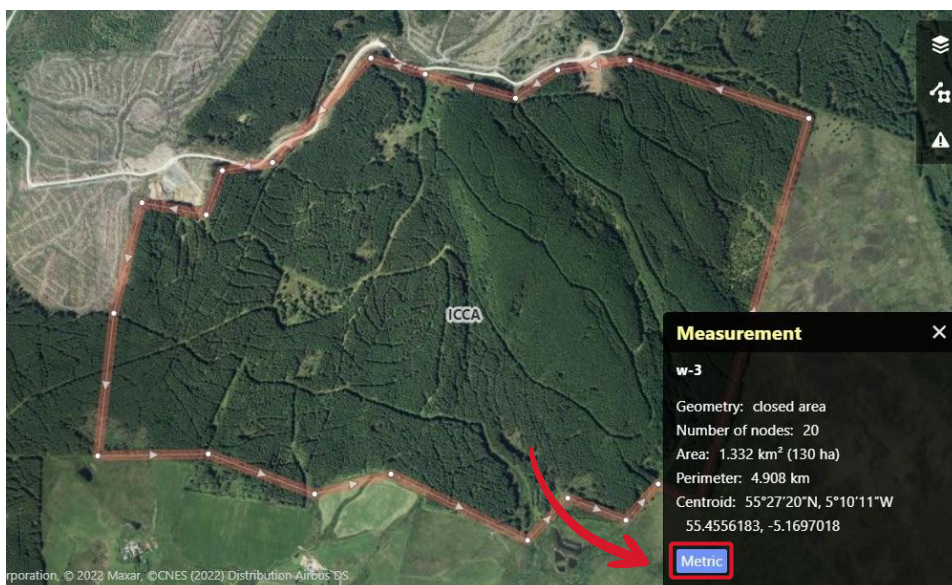 ICCA
Measurement ×
w-3
Geometry: closed area
Number of nodes: 20
Area: 1.332 km² (130 ha)
Perimeter: 4.908 km
Centroid: 55°27'20"N, 5°10'11"W
55.4556183, -5.1697018
Metric
rporation, © 2022 Maxar, ©CNES (2022) Distribution Airbus DS